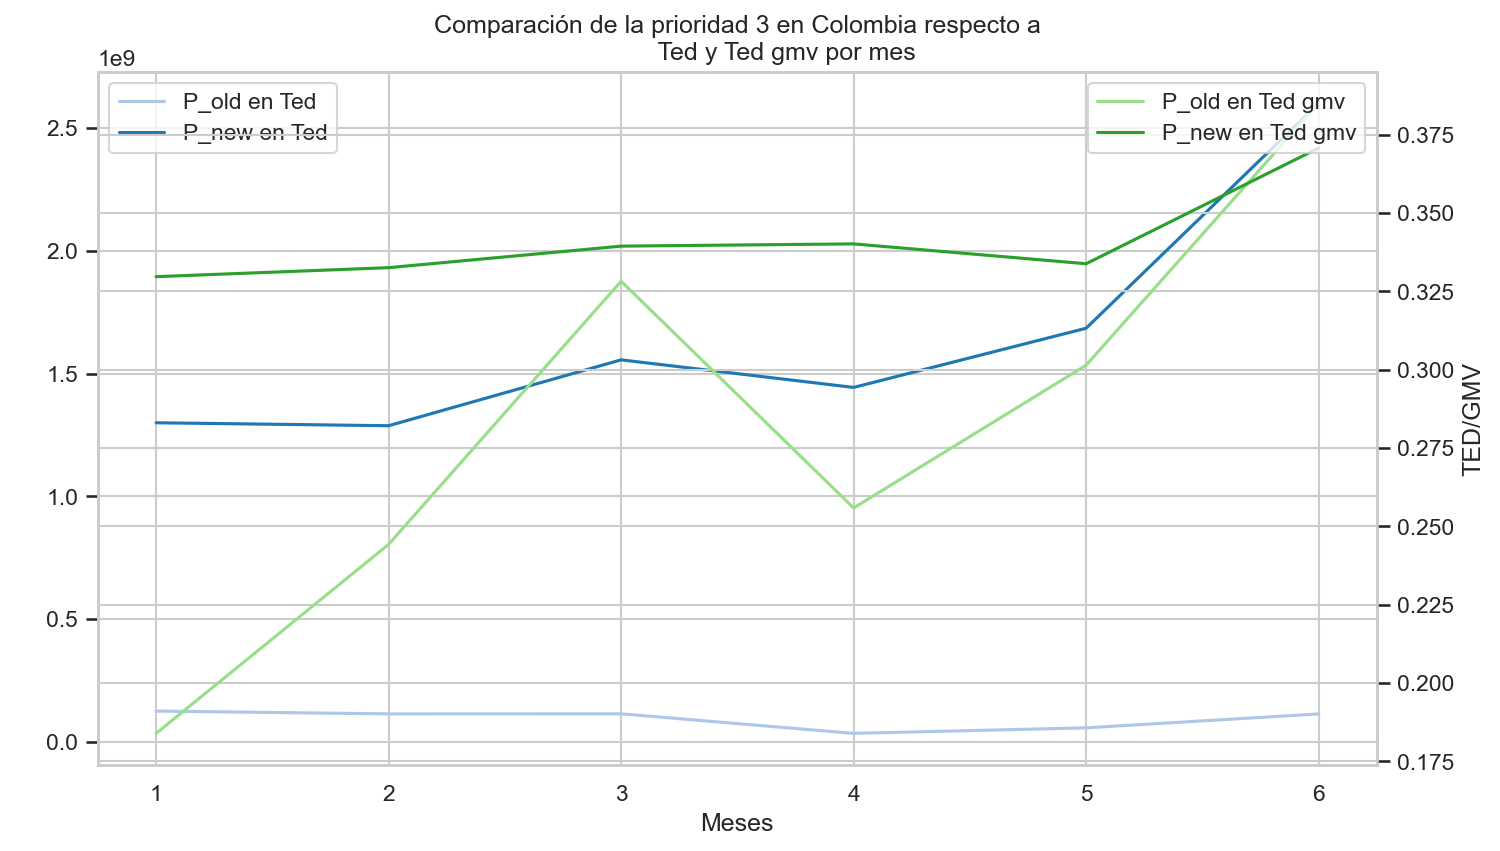 Comparación de la prioridad 3 en Colombia respecto a
Ted y Ted gmv por mes
1e9
P_old en Ted
P_new en Ted
P_old en Ted gmv
P_new en Ted gmv
2.5
2.0
1.5
1.0
0.5
0.0
0.375
0.350
0.325
0.300
0.275
0.250
0.225
0.200
0.175
TED/GMV
1 2 3 4 5 6
Meses